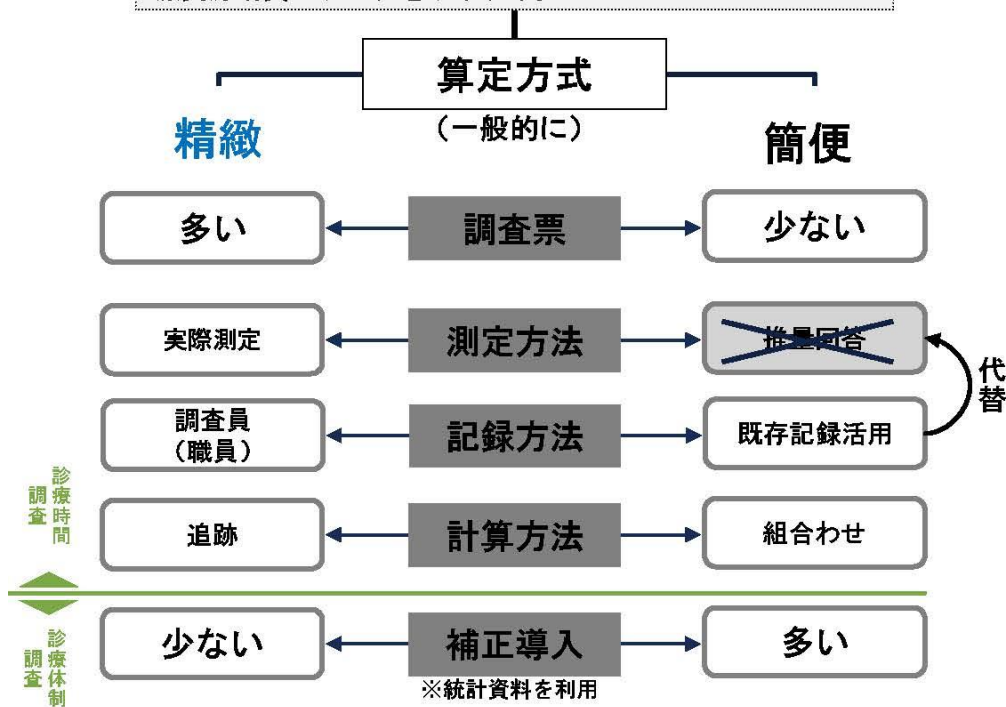 算定方式
(一般的に)
精緻
簡便
多い
調査票
少ない
実際測定
測定方法
推量回答
代替
調査員
(職員)
記録方法
既存記録活用
診療時間
調査
追跡
計算方法
組合わせ
診療体制
調査
少ない
補正導入
多い
※統計資料を利用